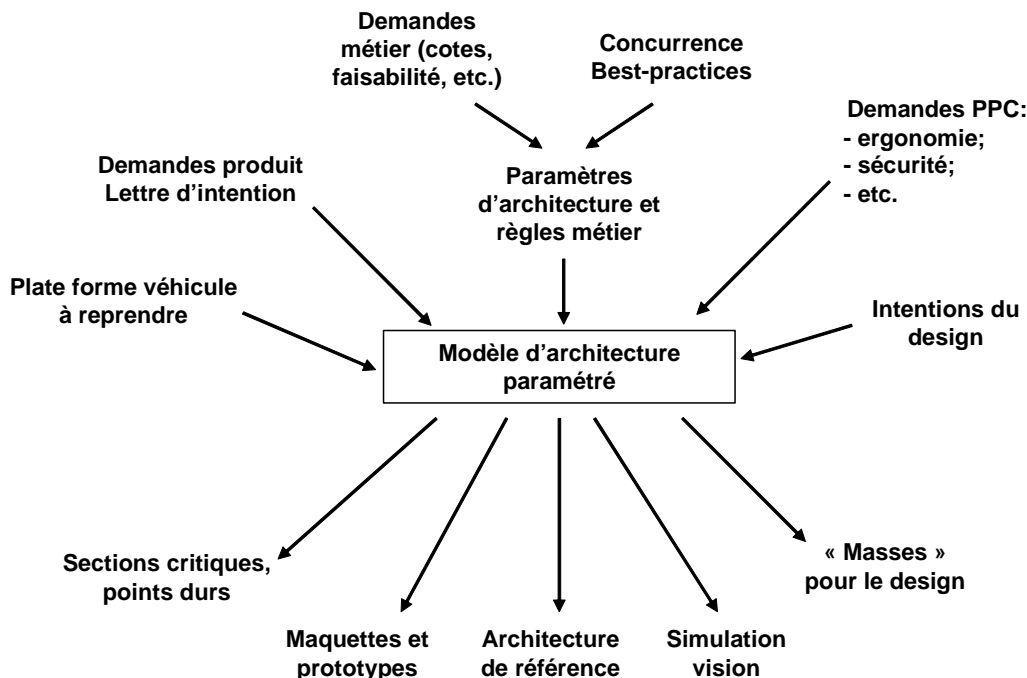 Demandes
métier (cotes,
faisabilité, etc.)
Concurrence
Best-practices
Demandes PPC:
- ergonomie;
- sécurité;
- etc.
Demandes produit
Lettre d’intention
Paramètres
d’architecture et
règles métier
Plate forme véhicule
à reprendre
Intentions du
design
Modèle d’architecture
paramétré
Sections critiques,
points durs
« Masses »
pour le design
Maquettes et
prototypes
Architecture
de référence
Simulation
vision